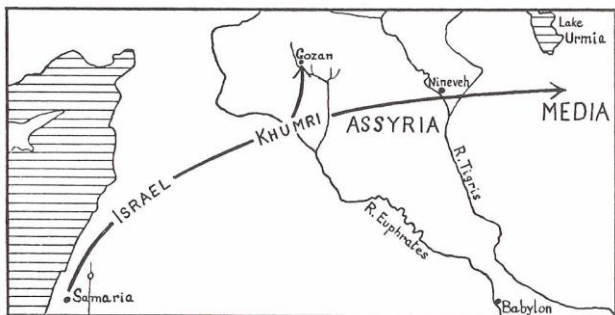 Lake
Urmia
Gozan
Nineveh
MEDIA
KHUMRI
ASSYRIA
ISRAEL
R. Tigris
R. Euphrates
Samaria
Babylon